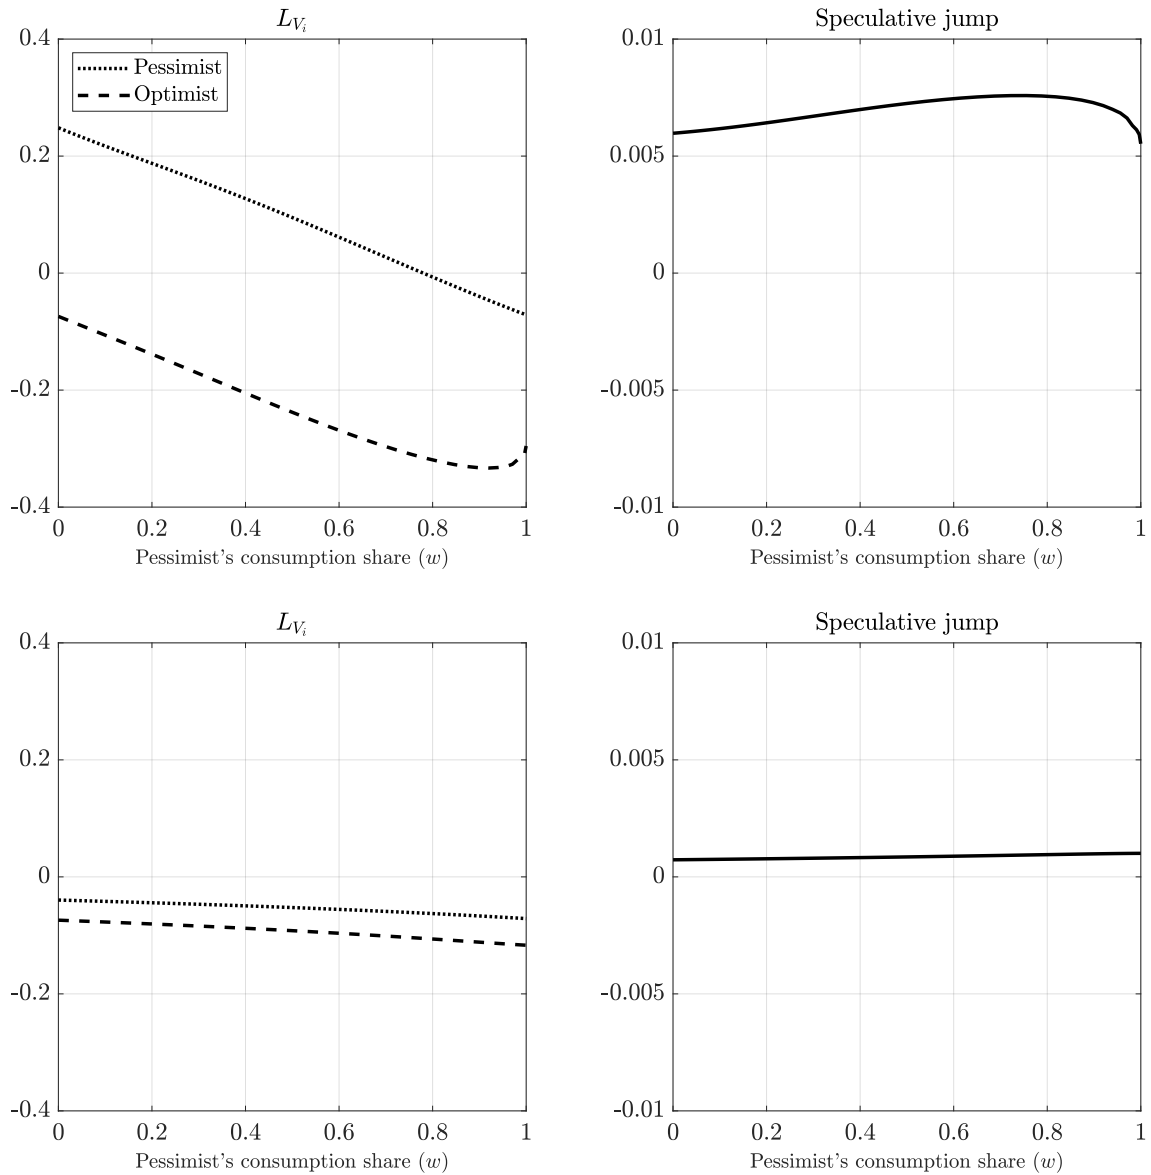 L_{V_i}
0.4
0.2
0
-0.2
-0.4
Pessimist
Optimist
0 0.2 0.4 0.6 0.8 1
Pessimist's consumption share (w)
Speculative jump
0.01
0.005
0
-0.005
-0.01
0 0.2 0.4 0.6 0.8 1
Pessimist's consumption share (w)
L_{V_i}
0.4
0.2
0
-0.2
-0.4
0 0.2 0.4 0.6 0.8 1
Pessimist's consumption share (w)
Speculative jump
0.01
0.005
0
-0.005
-0.01
0 0.2 0.4 0.6 0.8 1
Pessimist's consumption share (w)